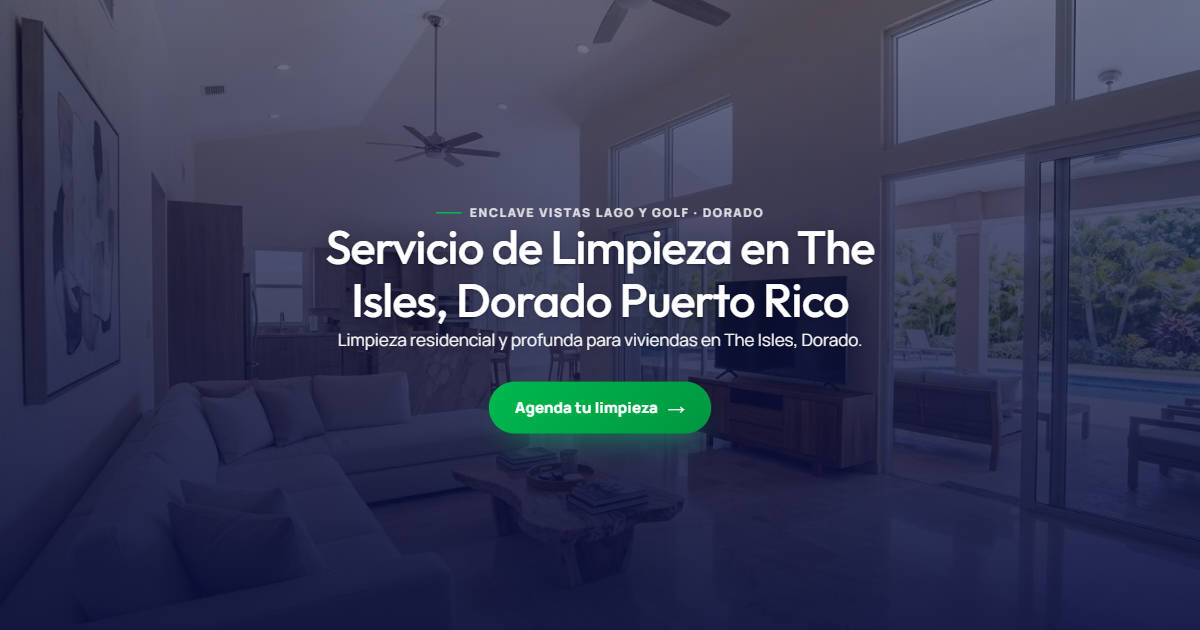 ENCLAVE VISTAS LAGO Y GOLF · DORADO
Servicio de Limpieza en The
Isles, Dorado Puerto Rico
Limpieza residencial y profunda para viviendas en The Isles, Dorado.
Agenda tu limpieza →